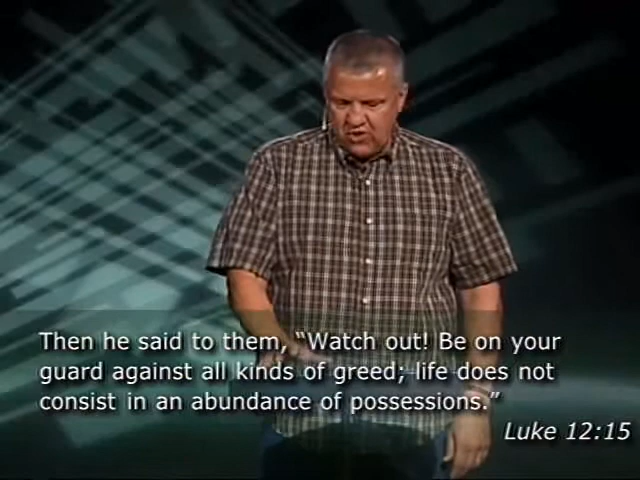 Then he said to them, “Watch out! Be on your
guard against all kinds of greed; life does not
consist in an abundance of possessions.”
Luke 12:15